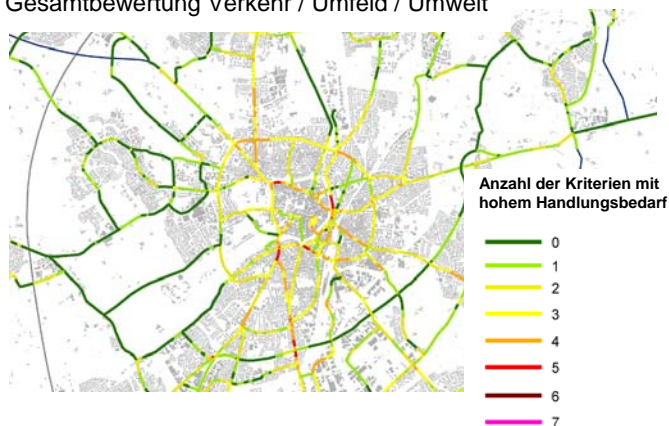 Gesamtbewertung Verkehr / Umfeld / Umwelt
Anzahl der Kriterien mit
hohem Handlungsbedarf
0
1
2
3
4
5
6
7